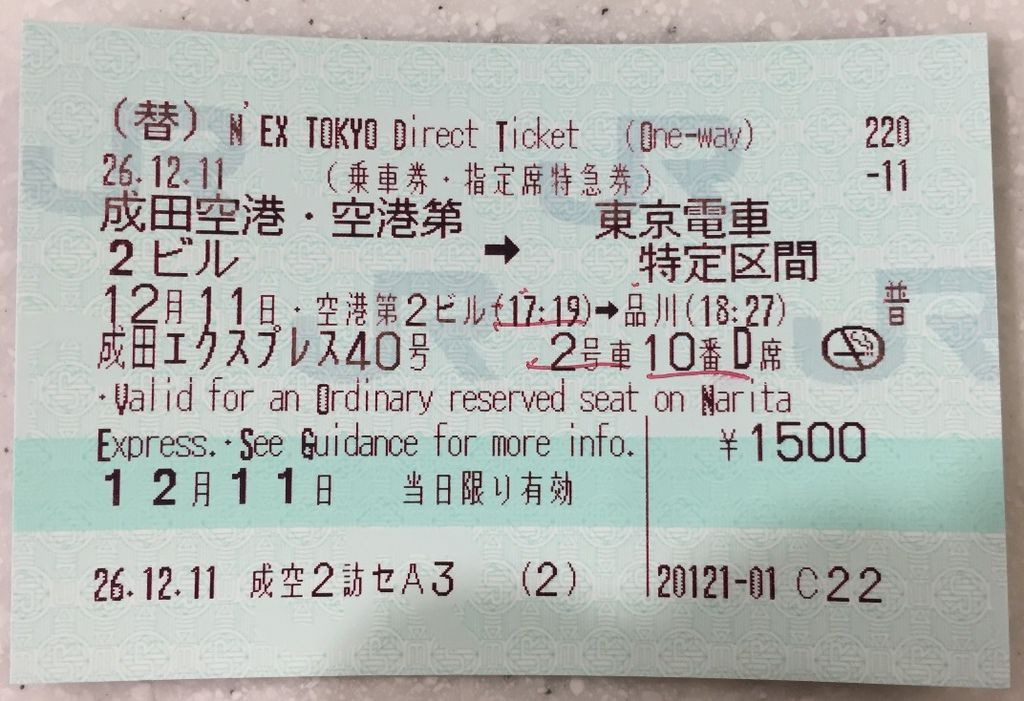 (替) N'EX TOKYO Direct Ticket (One-way) 220
26.12.11 (乗車券・指定席特急券) -11
成田空港・空港第 → 東京電車
2ビル 特定区間
12月11日・空港第2ビル(17:19)→品川(18:27) 普
成田エクスプレス40号 2号車 10番D席
・Valid for an Ordinary reserved seat on Narita
Express.・See Guidance for more info. ¥1500
12月11日 当日限り有効
26.12.11 成空2訪セA3 (2) 20121-01 C22